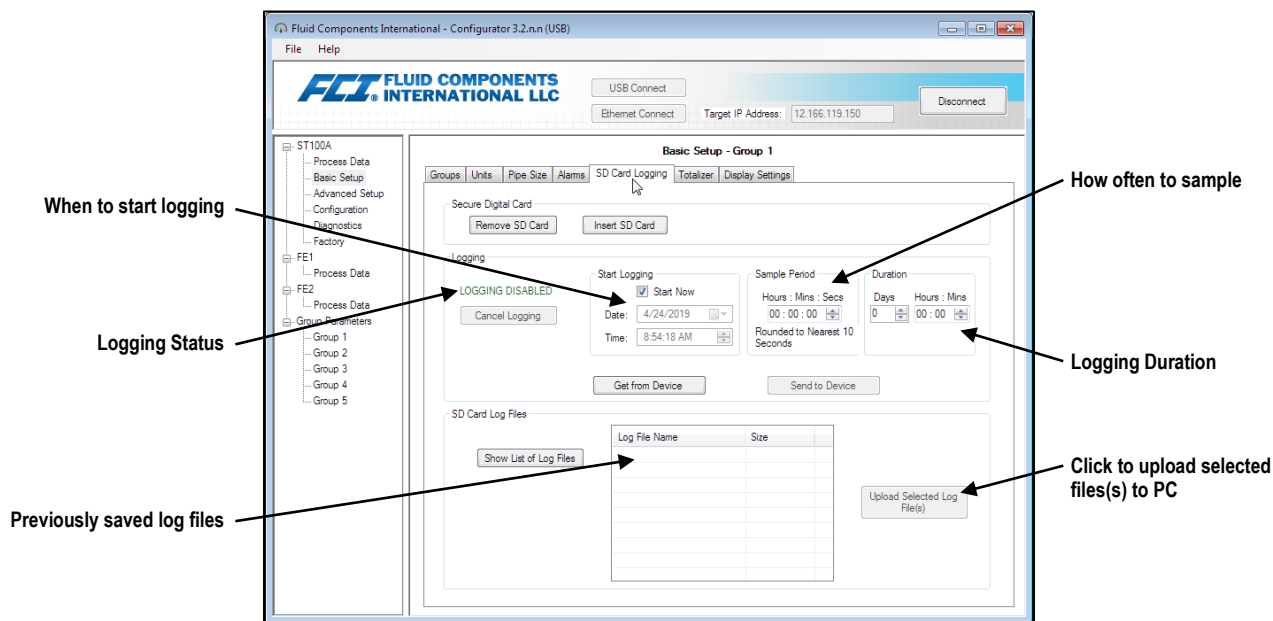 Fluid Components International - Configurator 3.2.n.n (USB)
File Help
FCI® FLUID COMPONENTS
INTERNATIONAL LLC
USB Connect
Ethernet Connect
Target IP Address: 12.166.119.150
Disconnect
ST100A
Process Data
Basic Setup
Advanced Setup
Configuration
Diagnostics
Factory
FE1
Process Data
FE2
Process Data
Group Parameters
Group 1
Group 2
Group 3
Group 4
Group 5
Basic Setup - Group 1
Groups Units Pipe Size Alarms SD Card Logging Totalizer Display Settings
Secure Digital Card
Remove SD Card Insert SD Card
Logging
LOGGING DISABLED
Cancel Logging
Start Logging
Start Now
Date: 4/24/2019
Time: 8:54:18 AM
Sample Period
Hours : Mins : Secs
00 : 00 : 00
Rounded to Nearest 10
Seconds
Duration
Days Hours : Mins
0 00 : 00
Get from Device Send to Device
SD Card Log Files
Show List of Log Files
Log File Name Size
Upload Selected Log
File(s)
When to start logging
Logging Status
Previously saved log files
How often to sample
Logging Duration
Click to upload selected
files(s) to PC